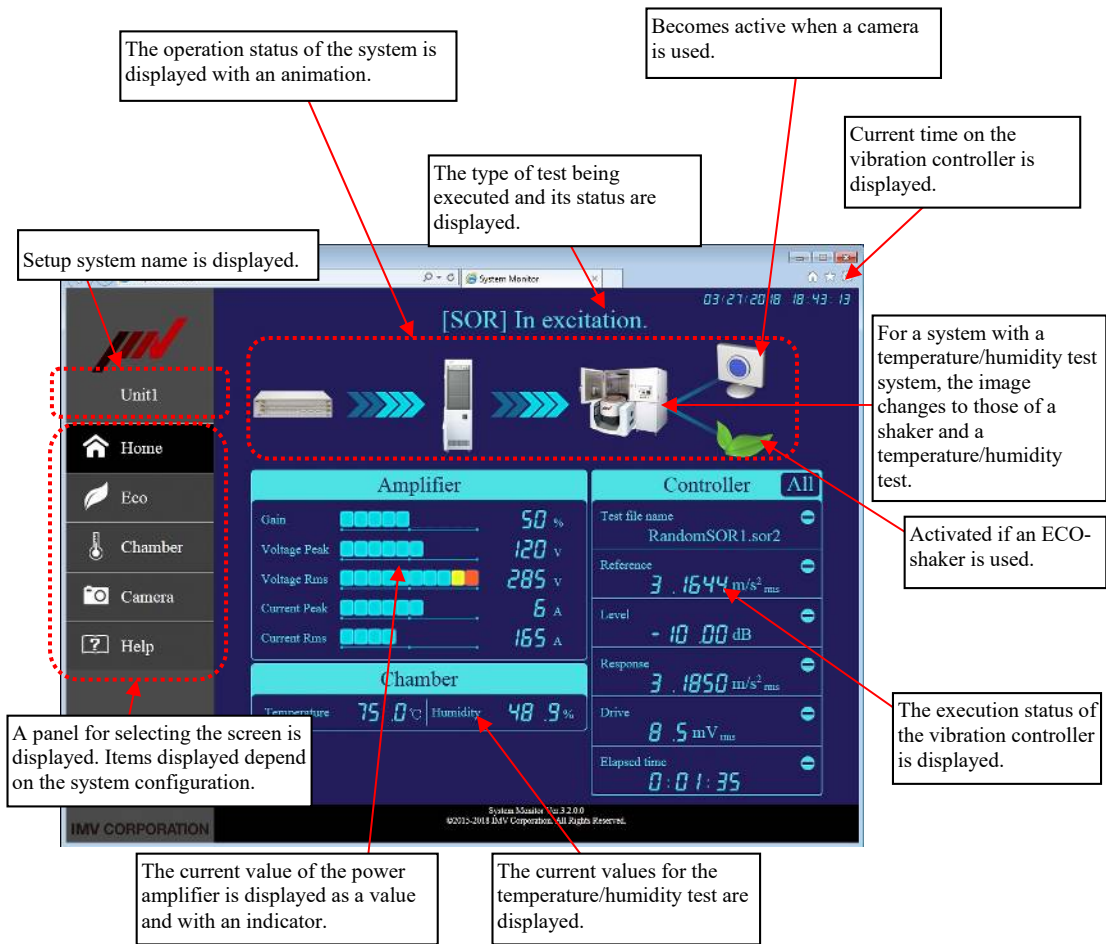 Becomes active when a camera
is used.
The operation status of the system is
displayed with an animation.
Current time on the
vibration controller is
displayed.
The type of test being
executed and its status are
displayed.
Setup system name is displayed.
System Monitor
03/27/2018 18:43:13
[SOR] In excitation.
For a system with a
temperature/humidity test
system, the image
changes to those of a
shaker and a
temperature/humidity
test.
Unit1
Home
Eco
Chamber
Camera
Help
Amplifier
Gain 50 %
Voltage Peak 120 V
Voltage Rms 285 V
Current Peak 6 A
Current Rms 165 A
Chamber
Temperature 75.0 ℃ Humidity 48.9 %
Controller All
Test file name
RandomSOR1.sor2
Reference
3.1644 m/s² rms
Level
-10.00 dB
Response
3.1850 m/s² rms
Drive
8.5 mV rms
Elapsed time
0:01:35
Activated if an ECO-
shaker is used.
The execution status of
the vibration controller
is displayed.
A panel for selecting the screen is
displayed. Items displayed depend
on the system configuration.
System Monitor Ver.3.2.0.0
©2015-2018 IMV Corporation. All Rights Reserved.
IMV CORPORATION
The current value of the power
amplifier is displayed as a value
and with an indicator.
The current values for the
temperature/humidity test are
displayed.